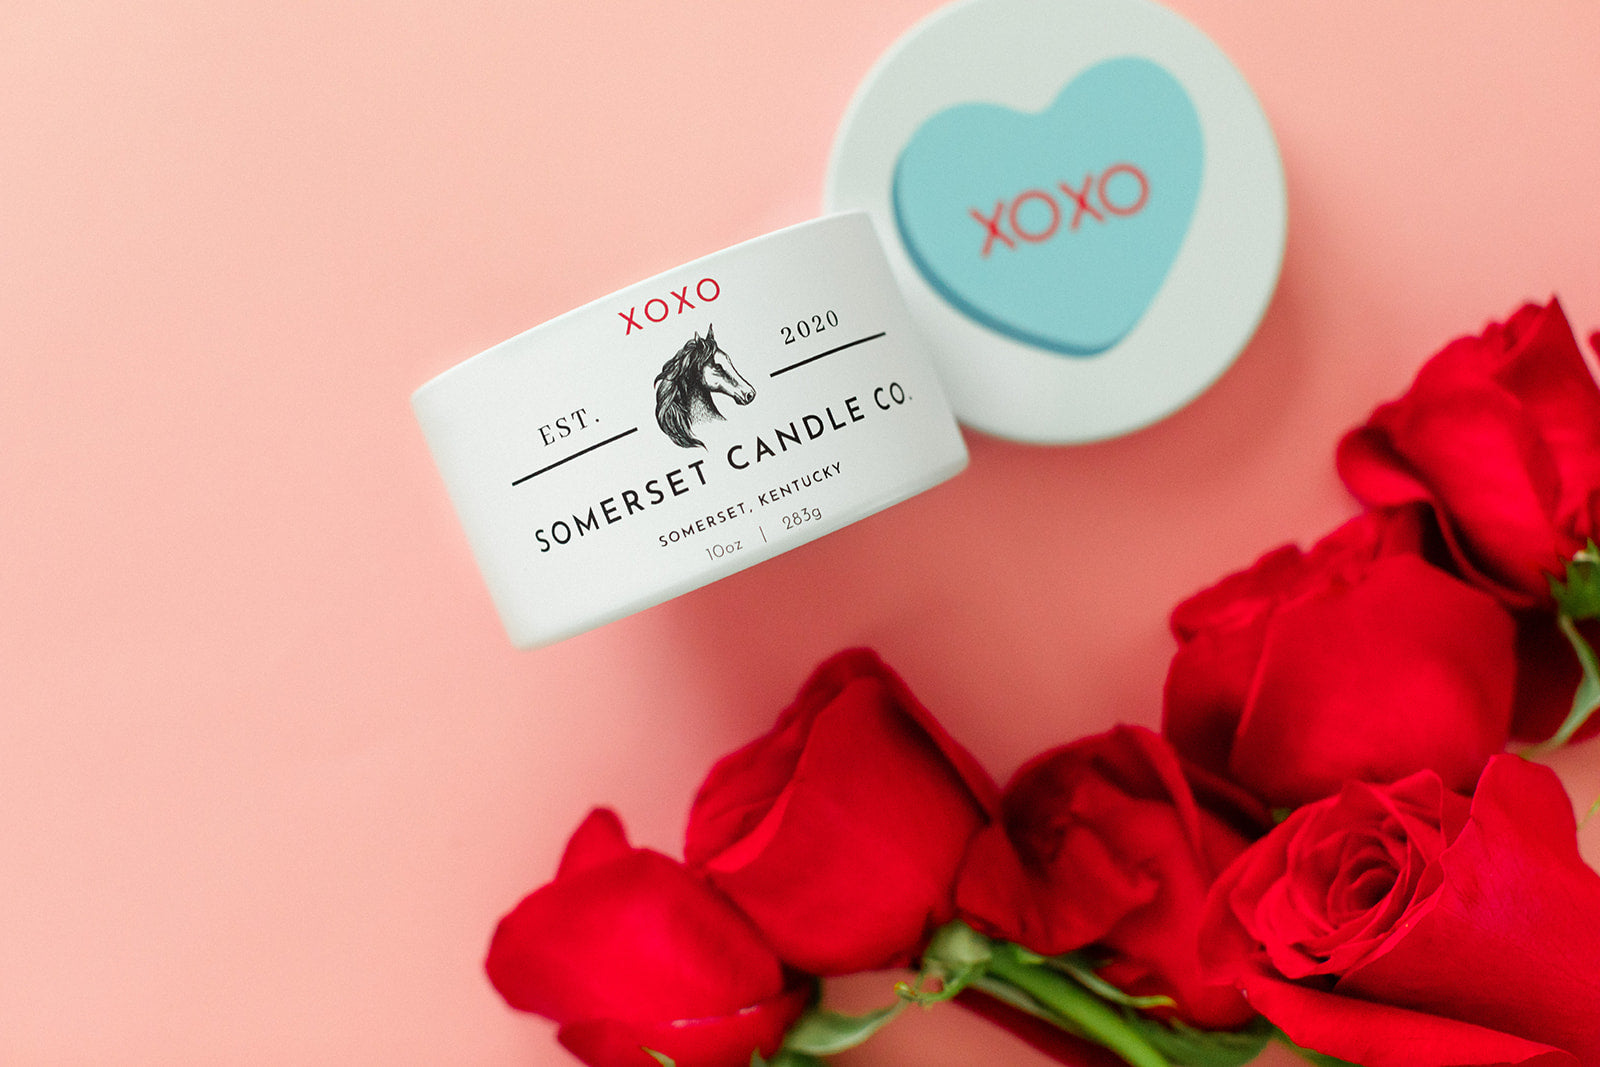 XOXO
EST.
2020
SOMERSET CANDLE CO.
SOMERSET, KENTUCKY
10oz | 283g
XOXO